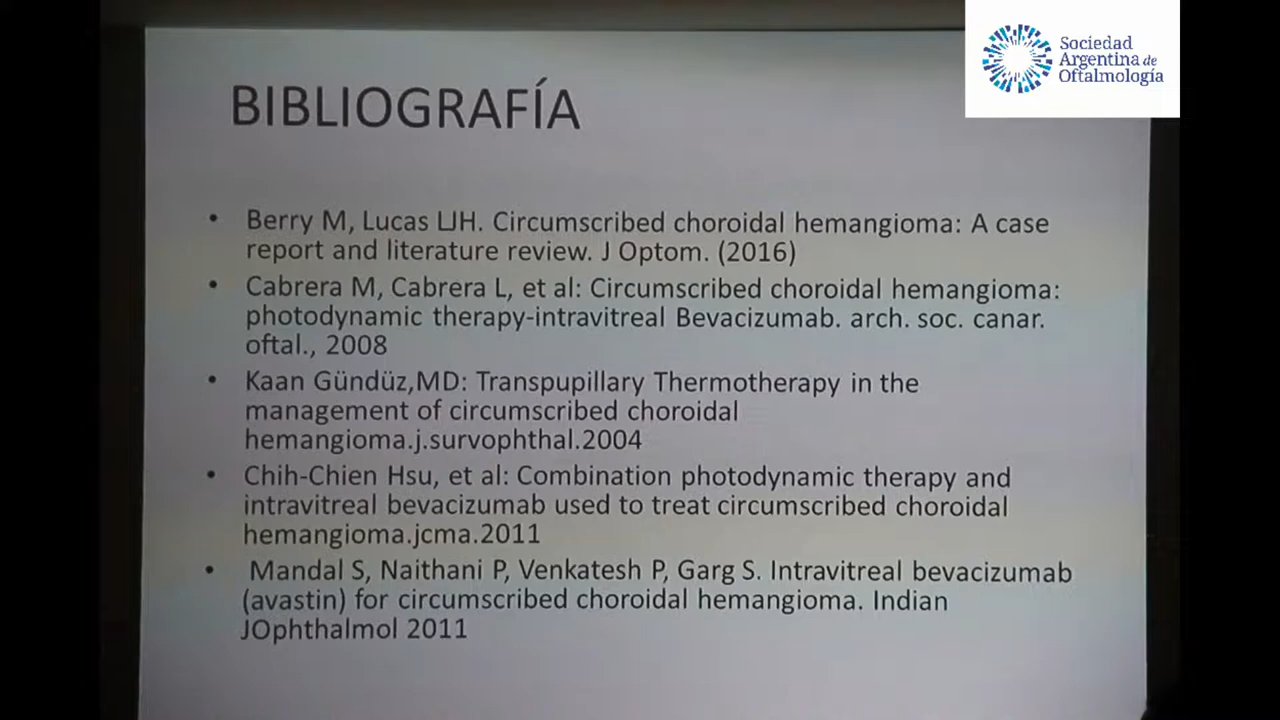 Sociedad
Argentina de
Oftalmología
BIBLIOGRAFÍA
• Berry M, Lucas LJH. Circumscribed choroidal hemangioma: A case
report and literature review. J Optom. (2016)
• Cabrera M, Cabrera L, et al: Circumscribed choroidal hemangioma:
photodynamic therapy-intravitreal Bevacizumab. arch. soc. canar.
oftal., 2008
• Kaan Gündüz,MD: Transpupillary Thermotherapy in the
management of circumscribed choroidal
hemangioma.j.survophthal.2004
• Chih-Chien Hsu, et al: Combination photodynamic therapy and
intravitreal bevacizumab used to treat circumscribed choroidal
hemangioma.jcma.2011
• Mandal S, Naithani P, Venkatesh P, Garg S. Intravitreal bevacizumab
(avastin) for circumscribed choroidal hemangioma. Indian
JOphthalmol 2011